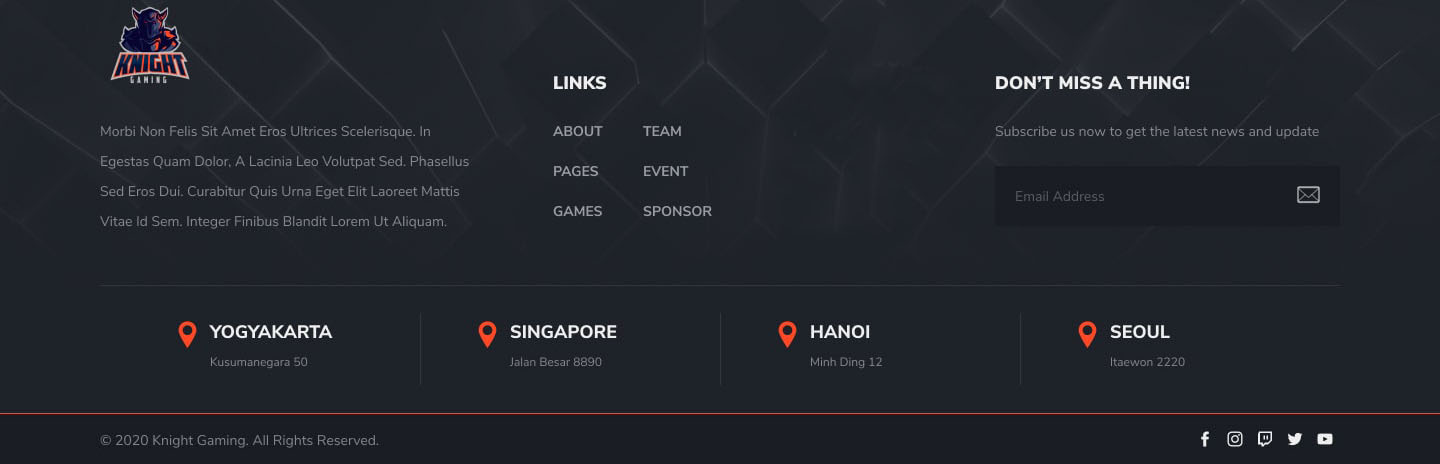 KNIGHT
GAMING
Morbi Non Felis Sit Amet Eros Ultrices Scelerisque. In
Egestas Quam Dolor, A Lacinia Leo Volutpat Sed. Phasellus
Sed Eros Dui. Curabitur Quis Urna Eget Elit Laoreet Mattis
Vitae Id Sem. Integer Finibus Blandit Lorem Ut Aliquam.
LINKS
ABOUT TEAM
PAGES EVENT
GAMES SPONSOR
DON’T MISS A THING!
Subscribe us now to get the latest news and update
Email Address
YOGYAKARTA
Kusumanegara 50
SINGAPORE
Jalan Besar 8890
HANOI
Minh Ding 12
SEOUL
Itaewon 2220
© 2020 Knight Gaming. All Rights Reserved.